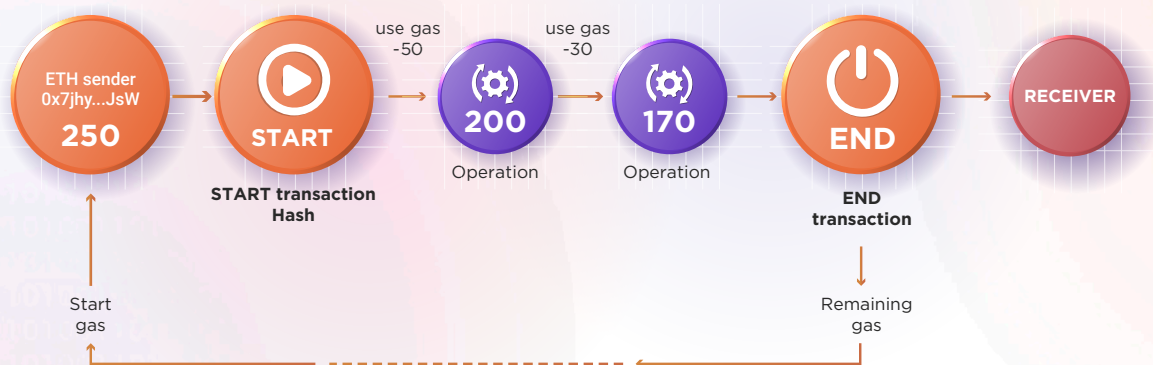 use gas
-50
use gas
-30
ETH sender
0x7jhy...JsW
250
START
200
170
END
RECEIVER
START transaction
Hash
Operation
Operation
END
transaction
Start
gas
Remaining
gas